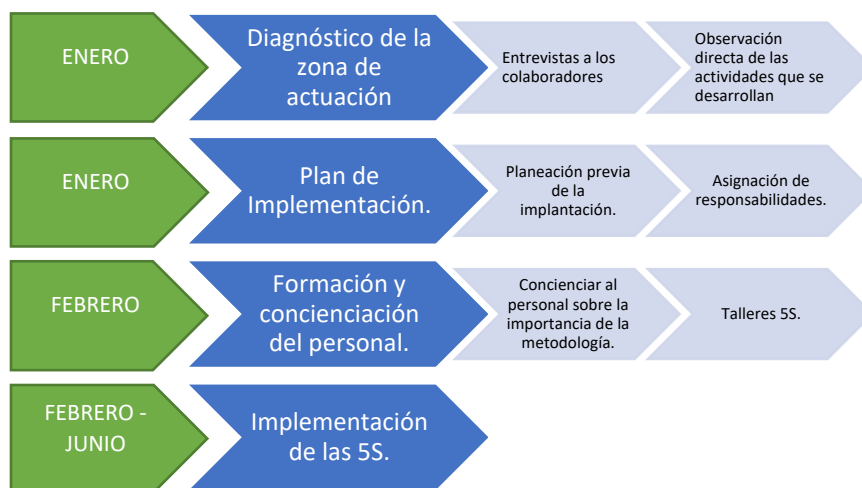 ENERO
Diagnóstico de la
zona de
actuación
Entrevistas a los
colaboradores
Observación
directa de las
actividades que se
desarrollan
ENERO
Plan de
Implementación.
Planeación previa
de la
implantación.
Asignación de
responsabilidades.
FEBRERO
Formación y
concienciación
del personal.
Concienciar al
personal sobre la
importancia de la
metodología.
Talleres 5S.
FEBRERO -
JUNIO
Implementación
de las 5S.